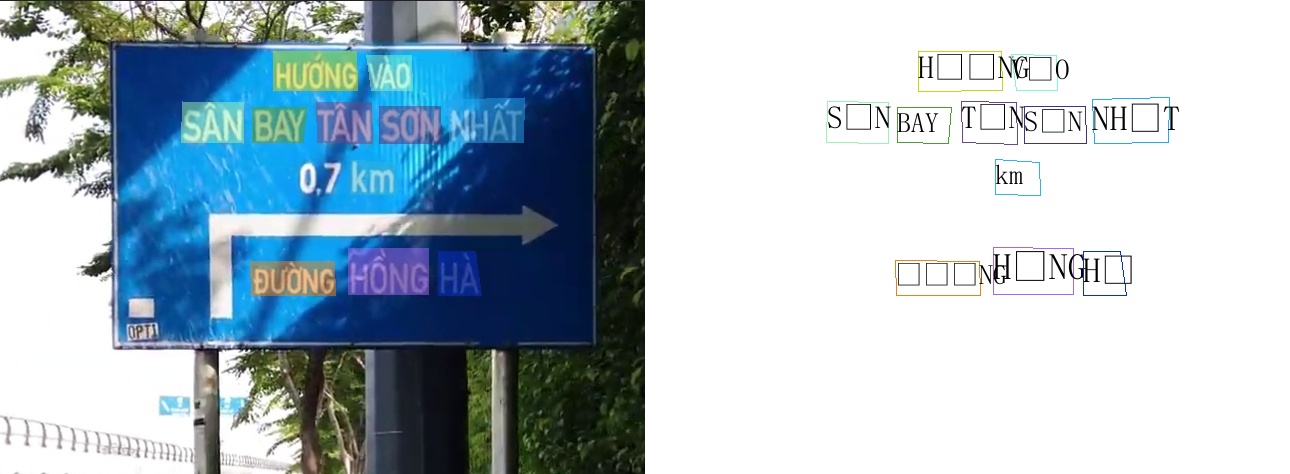 HƯỚNG VÀO
SÂN BAY TÂN SƠN NHẤT
0,7 km
ĐƯỜNG HỒNG HÀ
OPT1
H□□NG V□O
S□N BAY T□N S□N NH□T
km
□□□NG H□NG H□